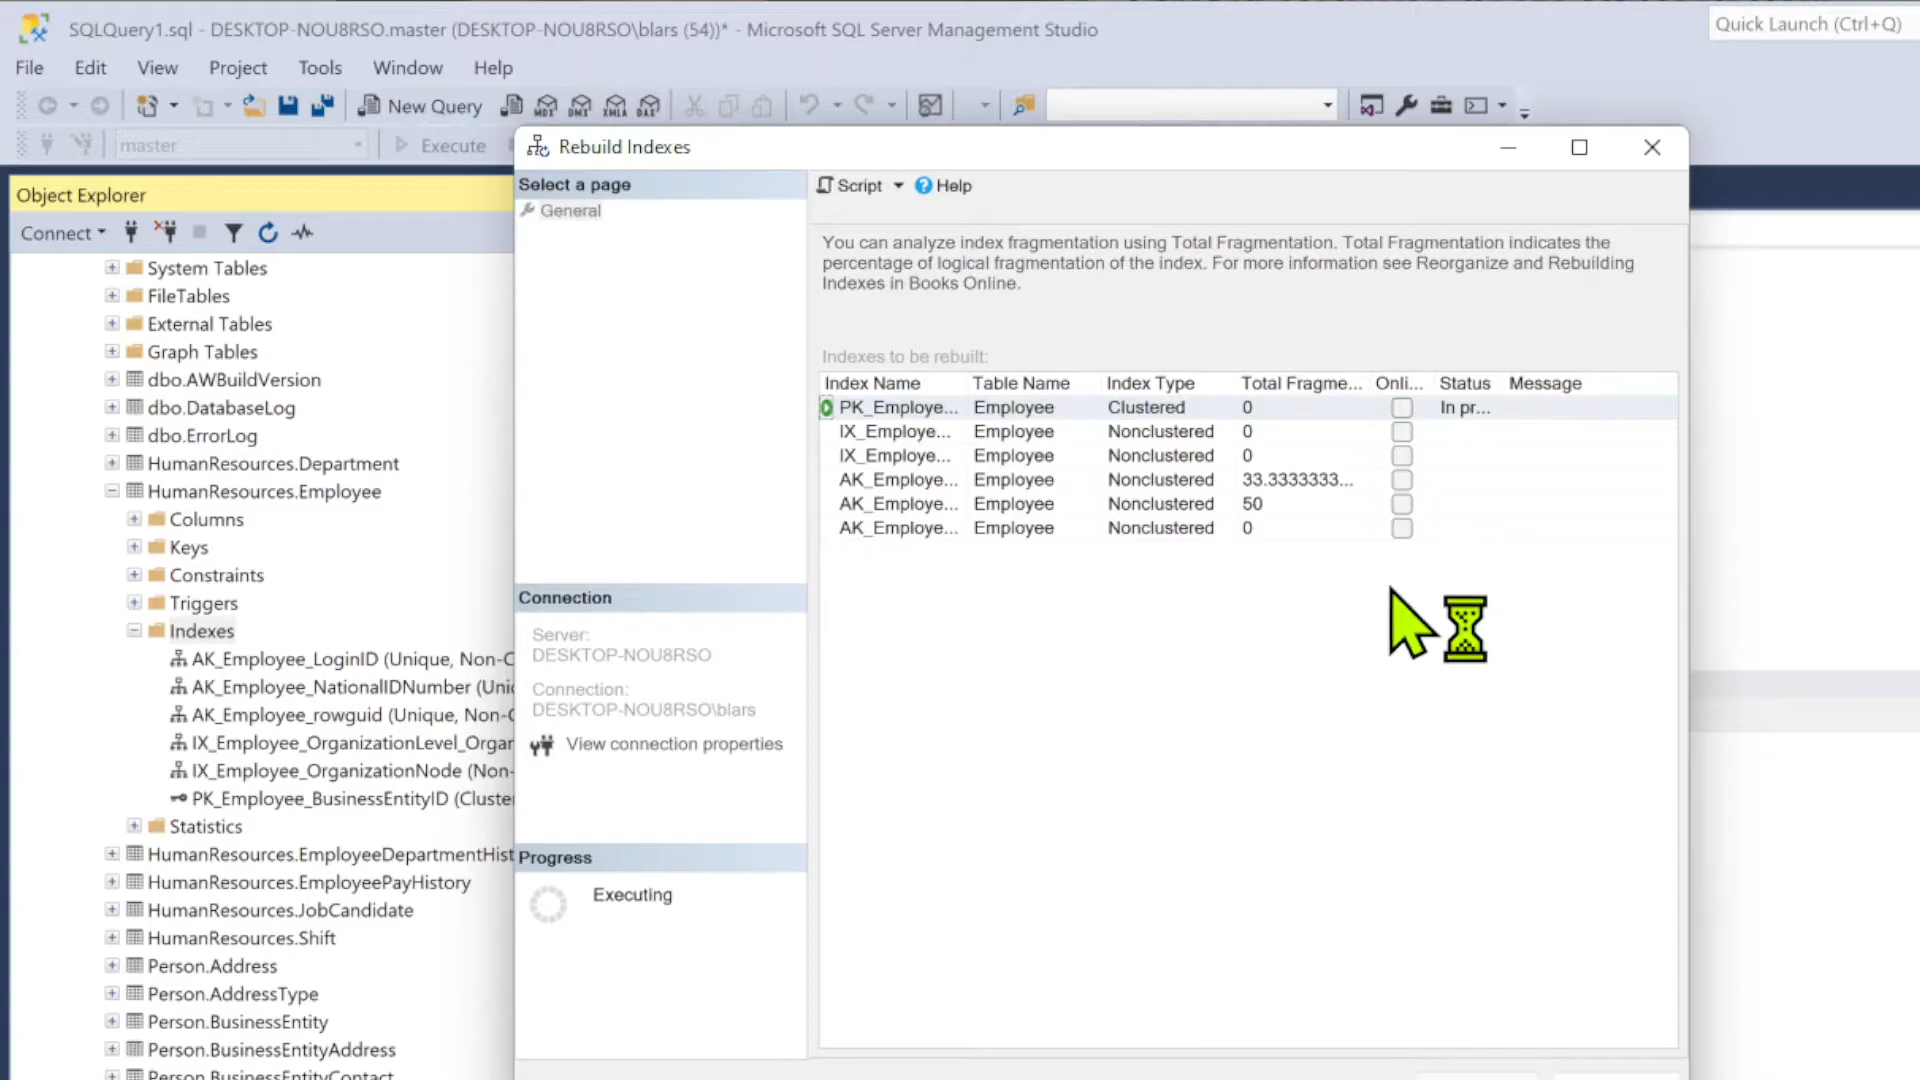 SQLQuery1.sql - DESKTOP-NOU8RSO.master (DESKTOP-NOU8RSO\blars (54))* - Microsoft SQL Server Management Studio
Quick Launch (Ctrl+Q)
File Edit View Project Tools Window Help
New Query MDX DMX XMLA DAX
master Execute
Rebuild Indexes
Object Explorer
Connect
System Tables
FileTables
External Tables
Graph Tables
dbo.AWBuildVersion
dbo.DatabaseLog
dbo.ErrorLog
HumanResources.Department
HumanResources.Employee
Columns
Keys
Constraints
Triggers
Indexes
AK_Employee_LoginID (Unique, Non-C
AK_Employee_NationalIDNumber (Uni
AK_Employee_rowguid (Unique, Non-C
IX_Employee_OrganizationLevel_Organ
IX_Employee_OrganizationNode (Non-
PK_Employee_BusinessEntityID (Cluste
Statistics
HumanResources.EmployeeDepartmentHist
HumanResources.EmployeePayHistory
HumanResources.JobCandidate
HumanResources.Shift
Person.Address
Person.AddressType
Person.BusinessEntity
Person.BusinessEntityAddress
Person.BusinessEntityContact
Select a page
General
Connection
Server:
DESKTOP-NOU8RSO
Connection:
DESKTOP-NOU8RSO\blars
View connection properties
Progress
Executing
Script Help
You can analyze index fragmentation using Total Fragmentation. Total Fragmentation indicates the
percentage of logical fragmentation of the index. For more information see Reorganize and Rebuilding
Indexes in Books Online.
Indexes to be rebuilt:
Index Name Table Name Index Type Total Fragme... Onli... Status Message
PK_Employe... Employee Clustered 0 In pr...
IX_Employe... Employee Nonclustered 0
IX_Employe... Employee Nonclustered 0
AK_Employe... Employee Nonclustered 33.3333333...
AK_Employe... Employee Nonclustered 50
AK_Employe... Employee Nonclustered 0